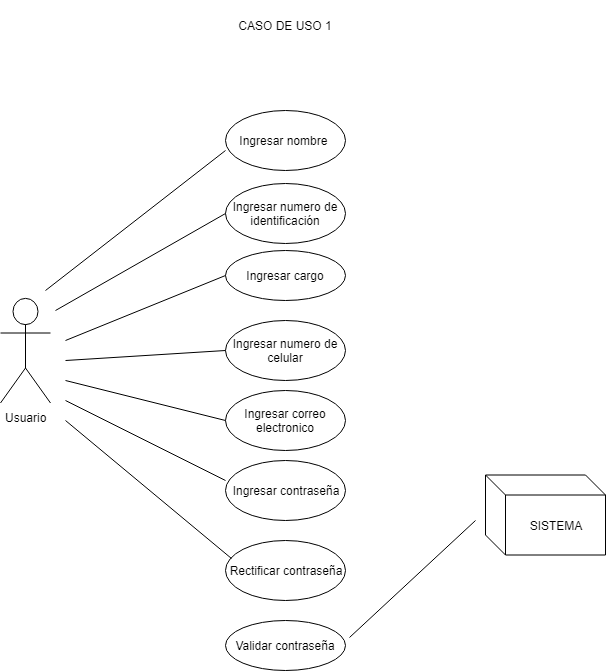 CASO DE USO 1
Ingresar nombre
Ingresar numero de
identificación
Ingresar cargo
Ingresar numero de
celular
Usuario
Ingresar correo
electronico
Ingresar contraseña
SISTEMA
Rectificar contraseña
Validar contraseña